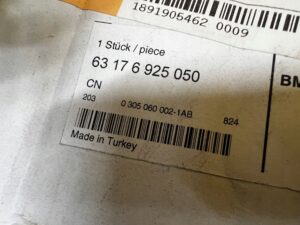 1891905462 0009
1 Stück / piece
63 17 6 925 050
BM
CN
203 0 305 060 002-1AB 824
Made in Turkey